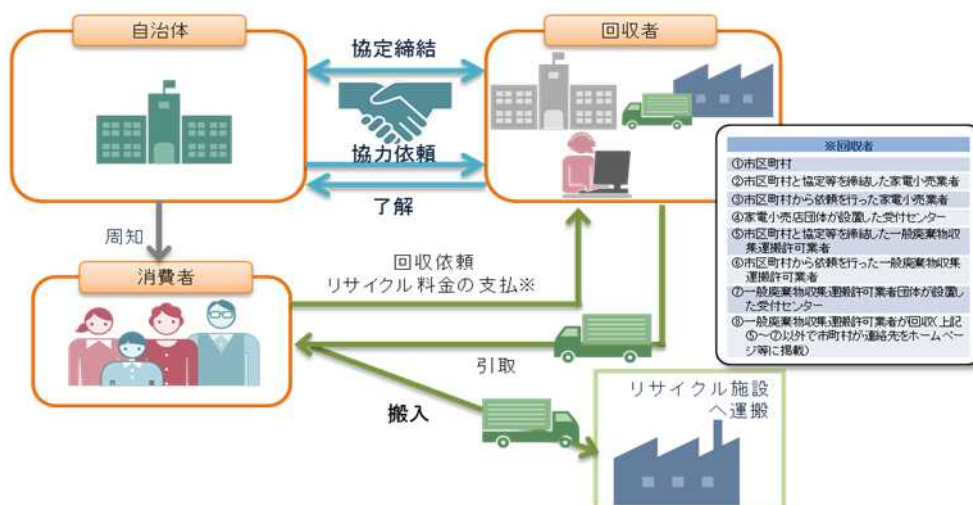 自治体
回収者
協定締結
協力依頼
了解
周知
消費者
回収依頼
リサイクル料金の支払※
引取
搬入
リサイクル施設
へ運搬
※回収者
①市区町村
②市区町村と協定等を締結した家電小売業者
③市区町村から依頼を行った家電小売業者
④家電小売店団体が設置した受付センター
⑤市区町村と協定等を締結した一般廃棄物収
集運搬許可業者
⑥市区町村から依頼を行った一般廃棄物収集
運搬許可業者
⑦一般廃棄物収集運搬許可業者団体が設置し
た受付センター
⑧一般廃棄物収集運搬許可業者が回収(上記
⑤~⑦以外で市町村が連絡先をホームペー
ジ等に掲載)